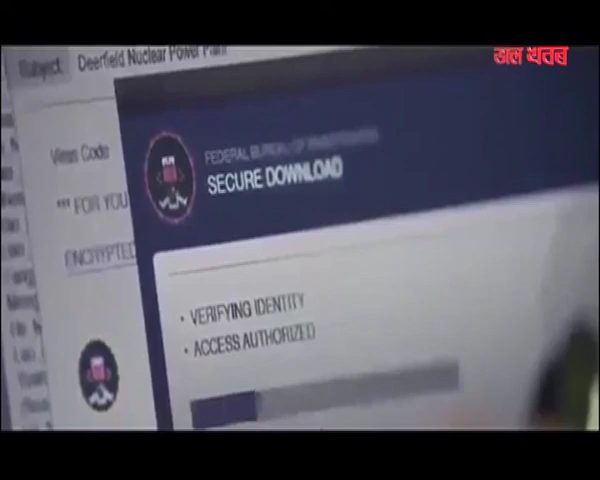 ভাল খবৰ
Subject: Deerfield Nuclear Power Plant
Virus Code
FEDERAL BUREAU OF INVESTIGATION
SECURE DOWNLOAD
*** FOR YOU
ENCRYPTED
• VERIFYING IDENTITY
• ACCESS AUTHORIZED